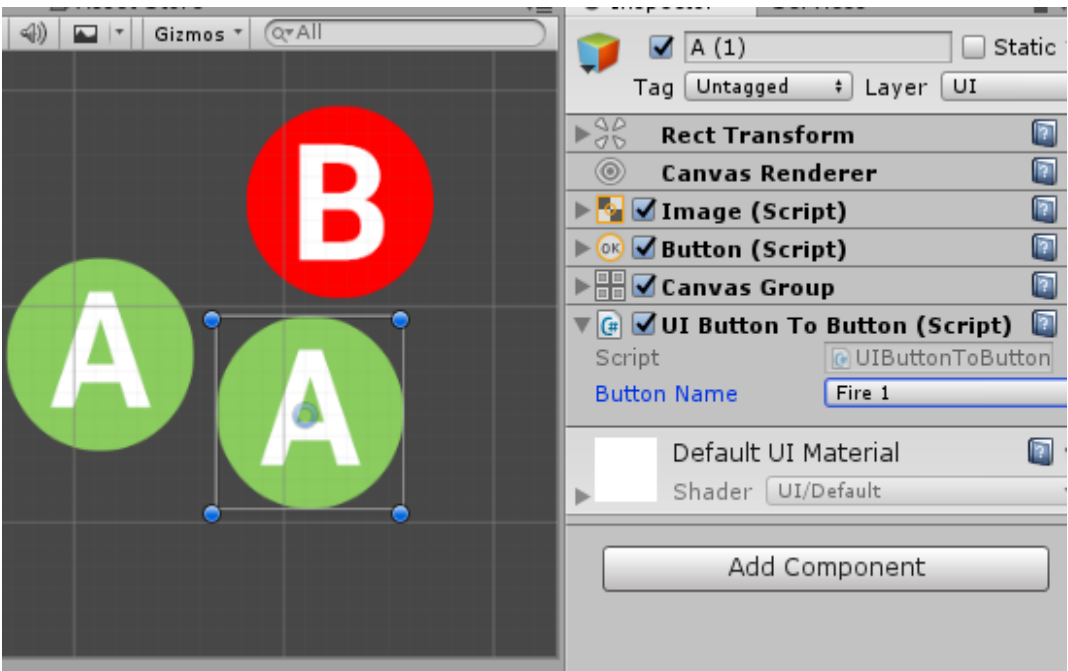 Gizmos
All
B
A
A
A (1)
Static
Tag Untagged Layer UI
Rect Transform
Canvas Renderer
Image (Script)
OK Button (Script)
Canvas Group
UI Button To Button (Script)
Script UIButtonToButton
Button Name Fire 1
Default UI Material
Shader UI/Default
Add Component